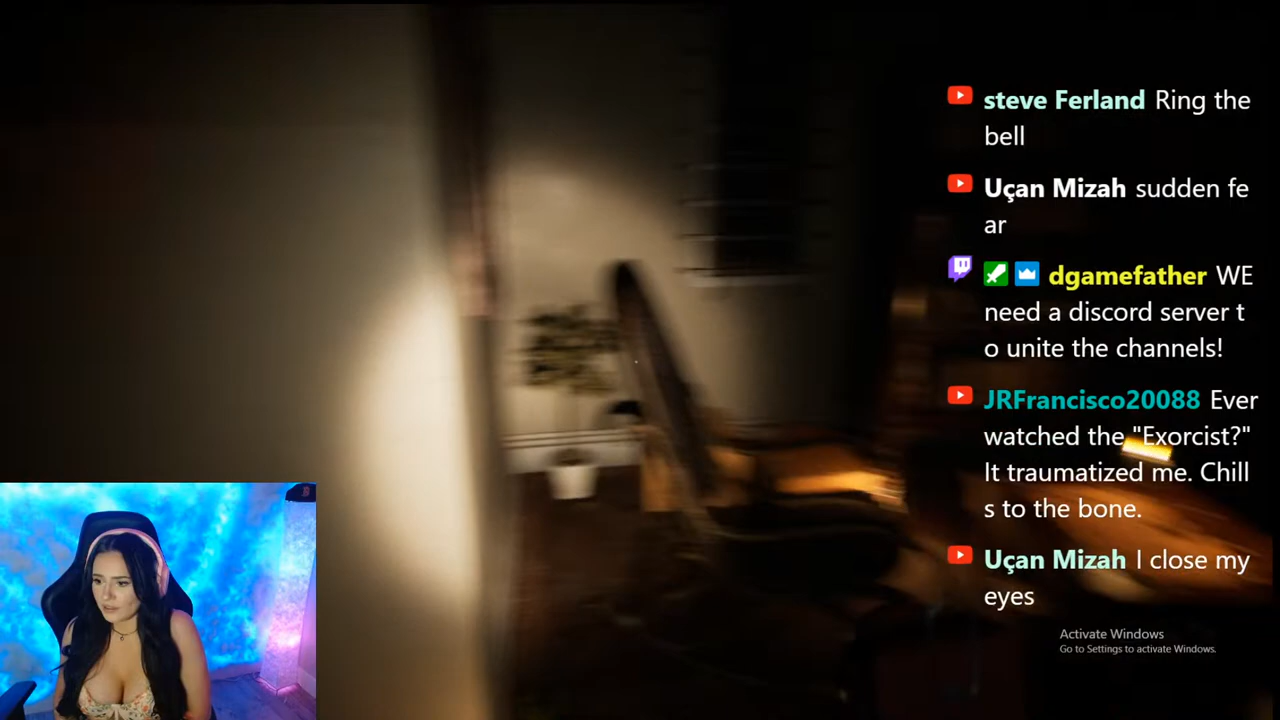 steve Ferland Ring the
bell
Uçan Mizah sudden fe
ar
dgamefather WE
need a discord server t
o unite the channels!
JRFrancisco20088 Ever
watched the "Exorcist?"
It traumatized me. Chill
s to the bone.
Uçan Mizah I close my
eyes
Activate Windows
Go to Settings to activate Windows.